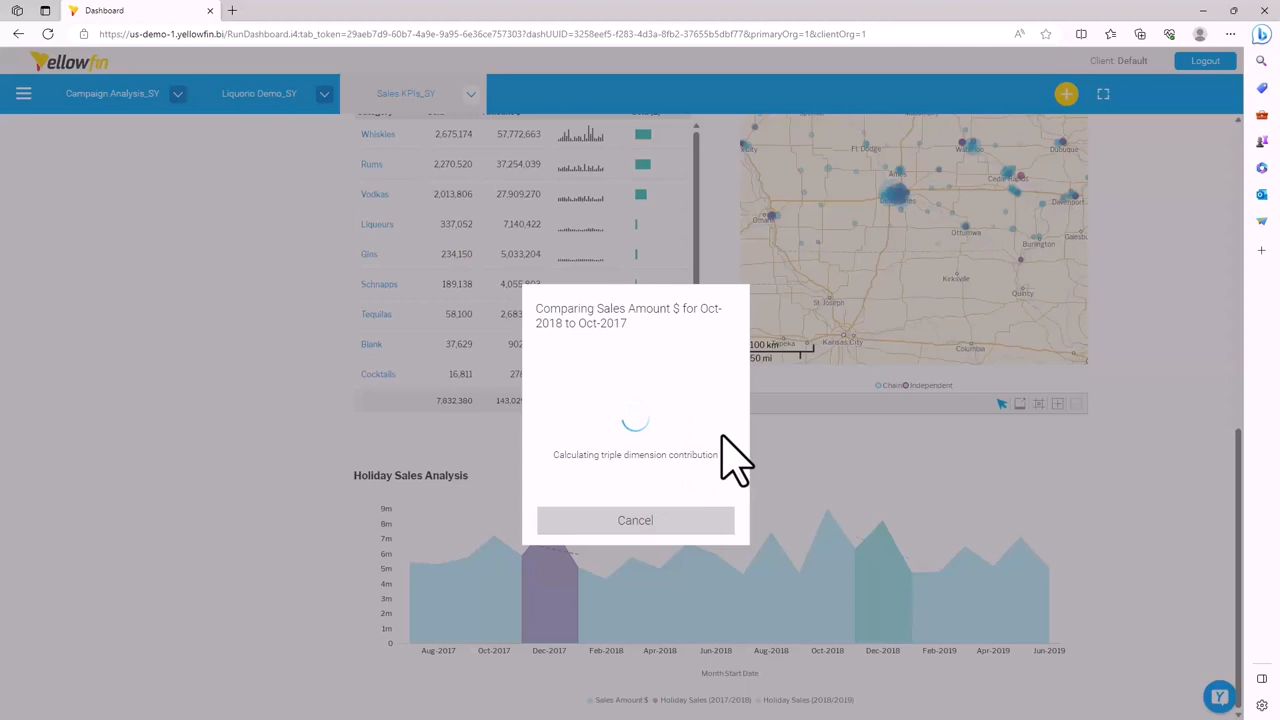 Dashboard
https://us-demo-1.yellowfin.bi/RunDashboard.i4:tab_token=29aeb7d9-60b7-4a9e-9a95-6e36ce757303?dashUUID=3258eef5-f283-4d3a-8fb2-37665b5dbf77&primaryOrg=1&clientOrg=1
Yellowfin
Client: Default
Logout
Campaign Analysis_SY
Liquorio Demo_SY
Sales KPIs_SY
Whiskies 2,675,174 57,772,663
Rums 2,270,520 37,254,039
Vodkas 2,013,806 27,909,270
Liqueurs 337,052 7,140,422
Gins 234,150 5,033,204
Schnapps 189,138 4,055,803
Tequilas 58,100
Blank 37,629
Cocktails 16,811
7,832,380
Ft. Dodge
Waterloo
Dubuque
Ames
Cedar Rapids
Davenport
Omaha
Ottumwa
Burlington
Kirksville
Quincy
St. Joseph
Kansas City
Columbia
100 km
50 mi
Chain
Independent
Comparing Sales Amount $ for Oct-
2018 to Oct-2017
Calculating triple dimension contribution
Cancel
Holiday Sales Analysis
9m
8m
7m
6m
5m
4m
3m
2m
1m
0
Aug-2017 Oct-2017 Dec-2017 Feb-2018 Apr-2018 Jun-2018 Aug-2018 Oct-2018 Dec-2018 Feb-2019 Apr-2019 Jun-2019
Month Start Date
Sales Amount $ Holiday Sales (2017/2018) Holiday Sales (2018/2019)